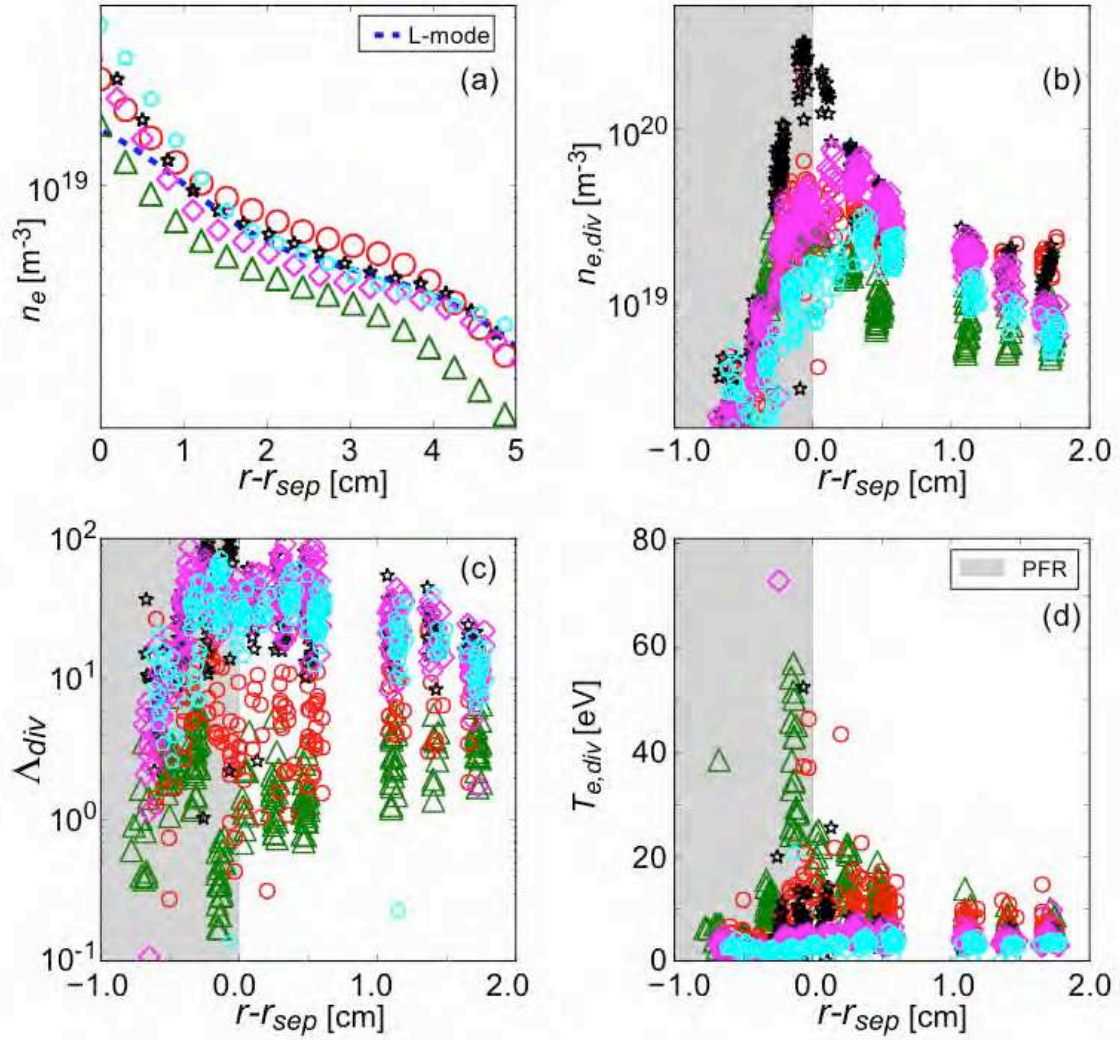 L-mode
(a)
10^19
n_e [m^-3]
0 1 2 3 4 5
r-r_sep [cm]
(b)
10^20
10^19
n_e,div [m^-3]
−1.0 0.0 1.0 2.0
r-r_sep [cm]
(c)
10^2
10^1
10^0
10^-1
Λ_div
−1.0 0.0 1.0 2.0
r-r_sep [cm]
PFR
(d)
80
60
40
20
0
T_e,div [eV]
−1.0 0.0 1.0 2.0
r-r_sep [cm]